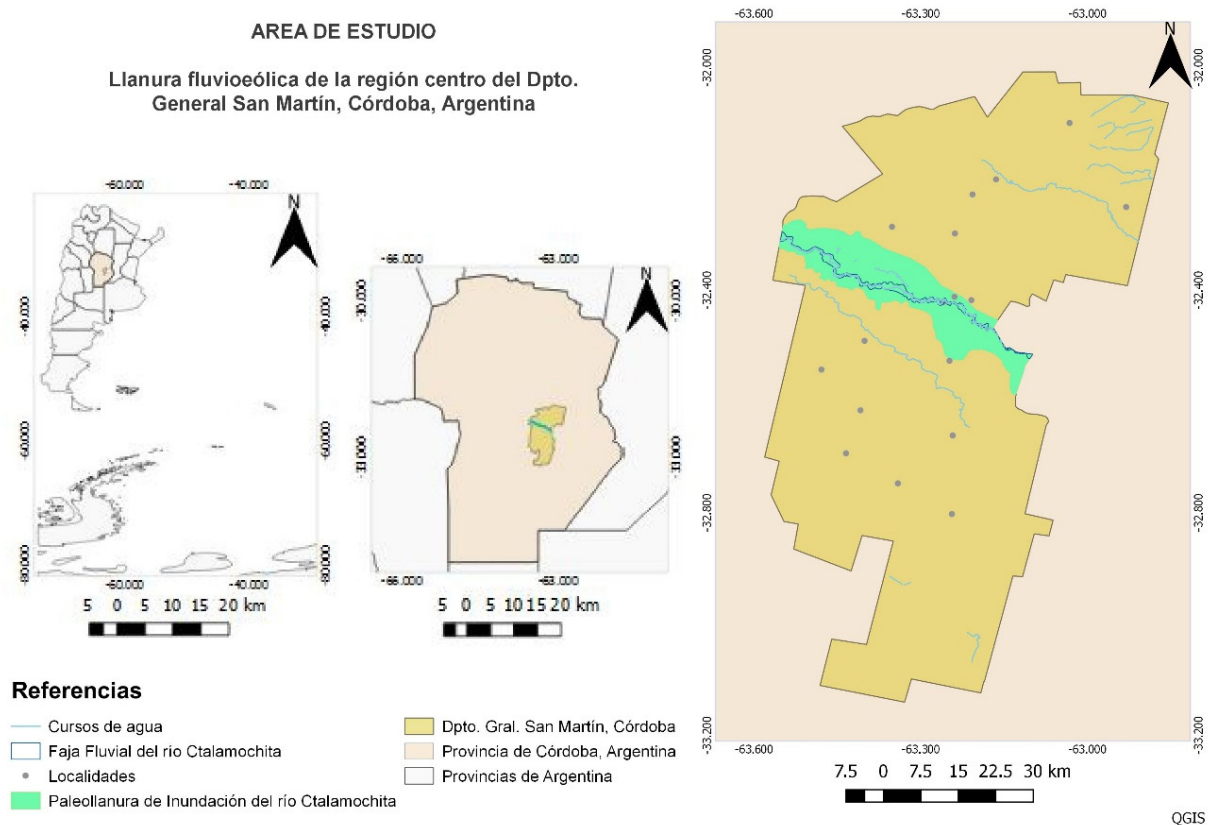 AREA DE ESTUDIO
Llanura fluvioeólica de la región centro del Dpto.
General San Martín, Córdoba, Argentina
-60.000 -40.000
N
-40.000 -40.000
-60.000 -60.000
-80.000 -80.000
-60.000 -40.000
5 0 5 10 15 20 km
-66.000 -63.000
N
-30.000 -30.000
-33.000 -33.000
-66.000 -63.000
5 0 5 10 15 20 km
-63.600 -63.300 -63.000
N
-32.000 -32.000
-32.400 -32.400
-32.800 -32.800
-33.200 -33.200
-63.600 -63.300 -63.000
7.5 0 7.5 15 22.5 30 km
Referencias
Cursos de agua
Faja Fluvial del río Ctalamochita
Localidades
Paleollanura de Inundación del río Ctalamochita
Dpto. Gral. San Martín, Córdoba
Provincia de Córdoba, Argentina
Provincias de Argentina
QGIS